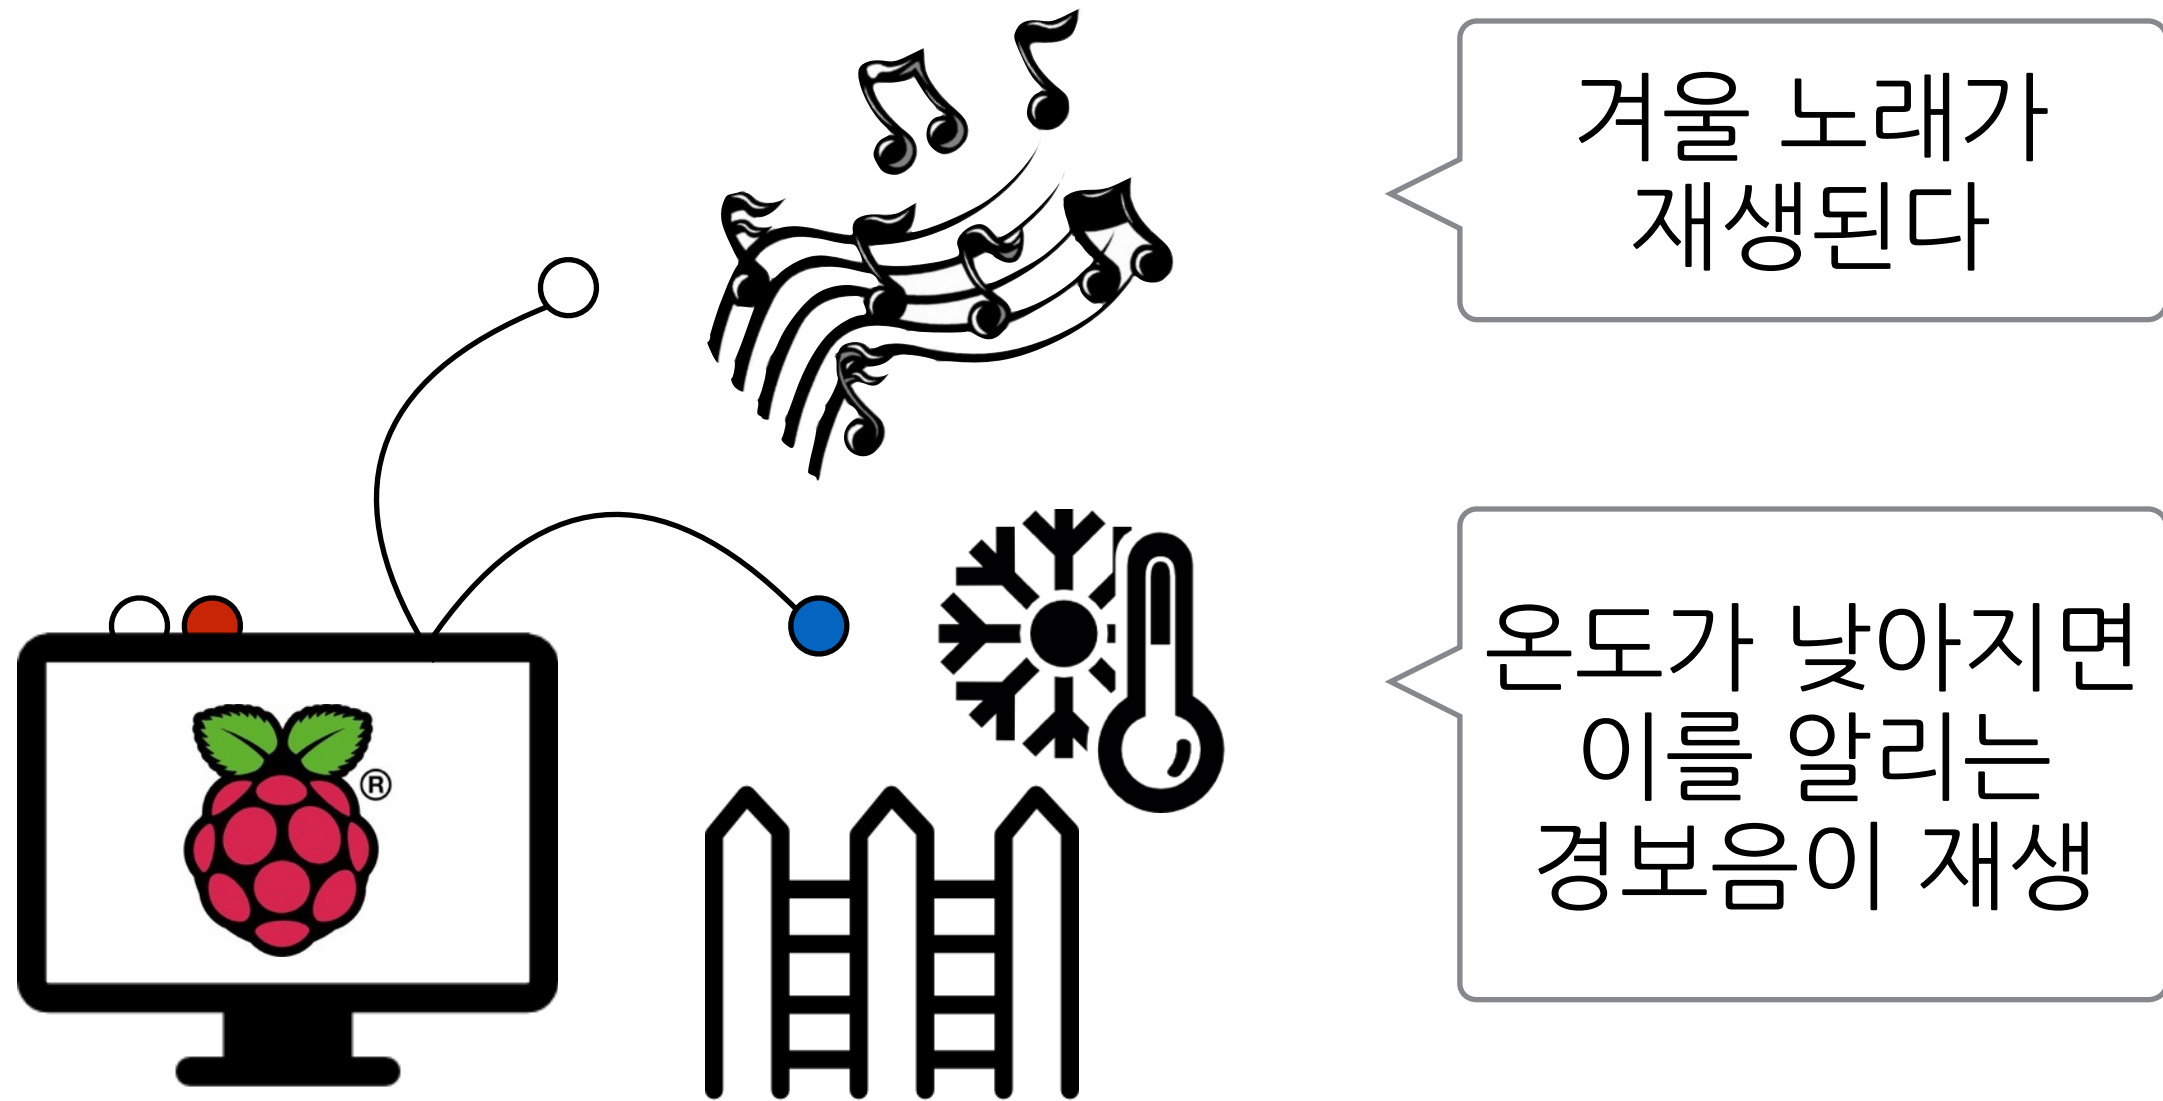 겨울 노래가
재생된다
온도가 낮아지면
이를 알리는
경보음이 재생
®